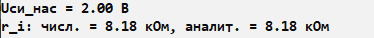 Uси_нас = 2.00 В
r_i: числ. = 8.18 кОм, аналит. = 8.18 кОм